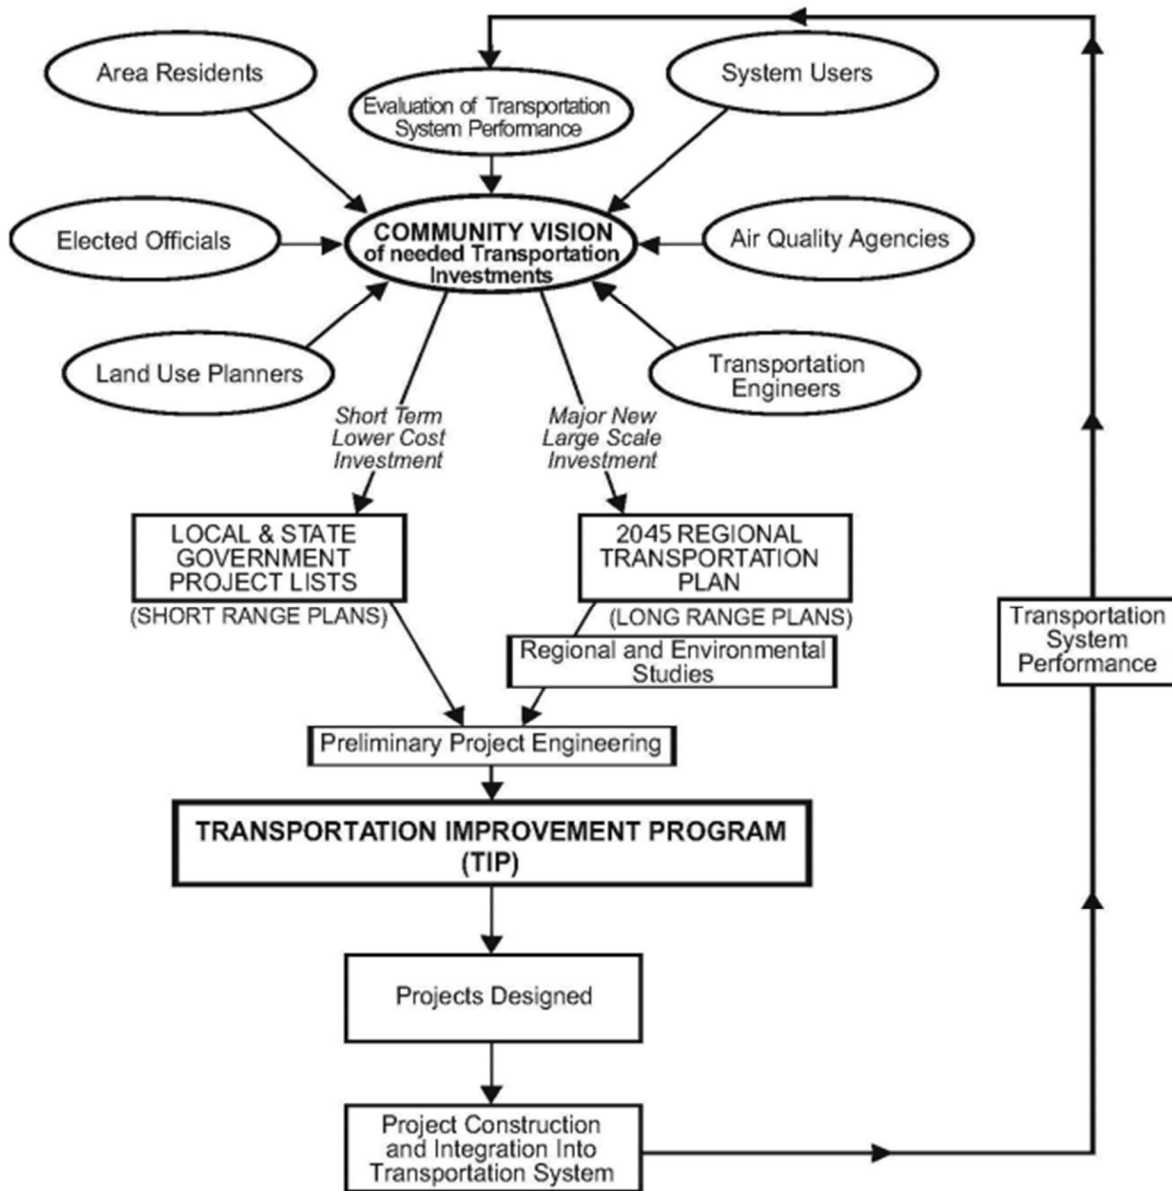 Area Residents
System Users
Evaluation of Transportation
System Performance
Elected Officials
COMMUNITY VISION
of needed Transportation
Investments
Air Quality Agencies
Land Use Planners
Transportation
Engineers
Short Term
Lower Cost
Investment
Major New
Large Scale
Investment
LOCAL & STATE
GOVERNMENT
PROJECT LISTS
(SHORT RANGE PLANS)
2045 REGIONAL
TRANSPORTATION
PLAN
(LONG RANGE PLANS)
Regional and Environmental
Studies
Transportation
System
Performance
Preliminary Project Engineering
TRANSPORTATION IMPROVEMENT PROGRAM
(TIP)
Projects Designed
Project Construction
and Integration Into
Transportation System